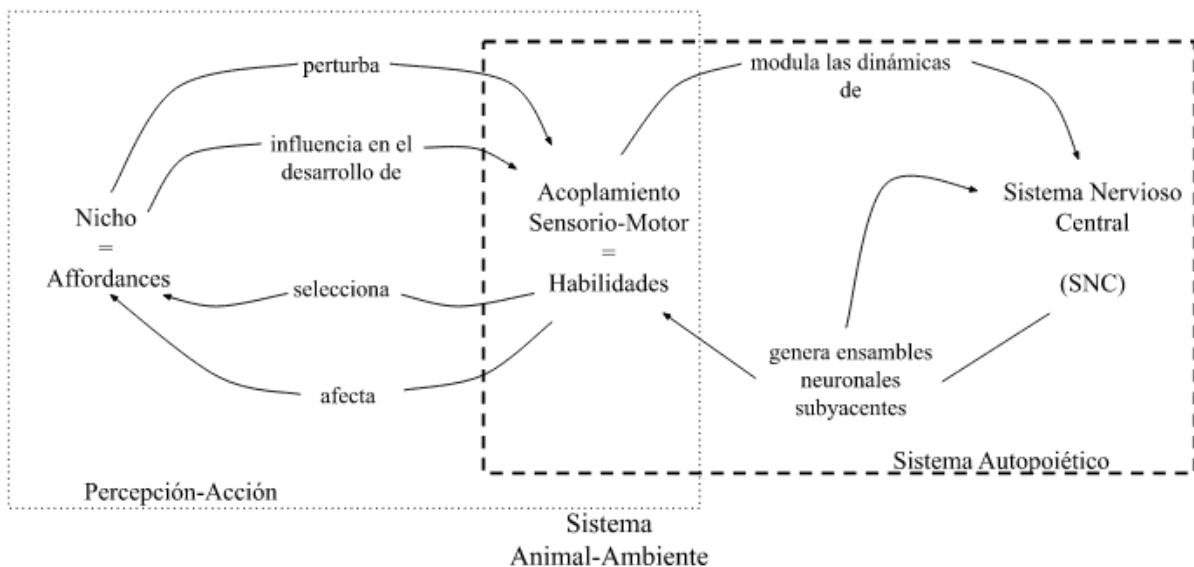 perturba
modula las dinámicas
de
influencia en el
desarrollo de
Nicho
=
Affordances
Acoplamiento
Sensorio-Motor
=
Habilidades
Sistema Nervioso
Central
(SNC)
selecciona
afecta
genera ensambles
neuronales
subyacentes
Sistema Autopoiético
Percepción-Acción
Sistema
Animal-Ambiente